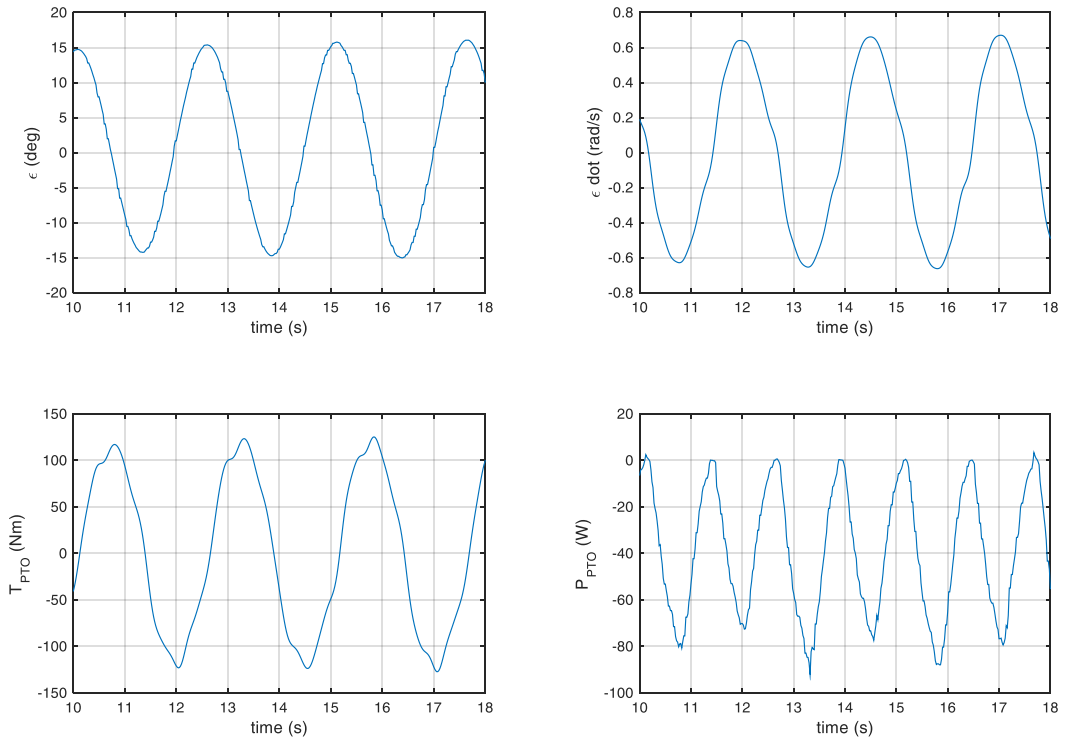 20
15
10
5
0
-5
-10
-15
-20
ϵ (deg)
10 11 12 13 14 15 16 17 18
time (s)
0.8
0.6
0.4
0.2
0
-0.2
-0.4
-0.6
-0.8
ϵ dot (rad/s)
10 11 12 13 14 15 16 17 18
time (s)
150
100
50
0
-50
-100
-150
T_PTO (Nm)
10 11 12 13 14 15 16 17 18
time (s)
20
0
-20
-40
-60
-80
-100
P_PTO (W)
10 11 12 13 14 15 16 17 18
time (s)